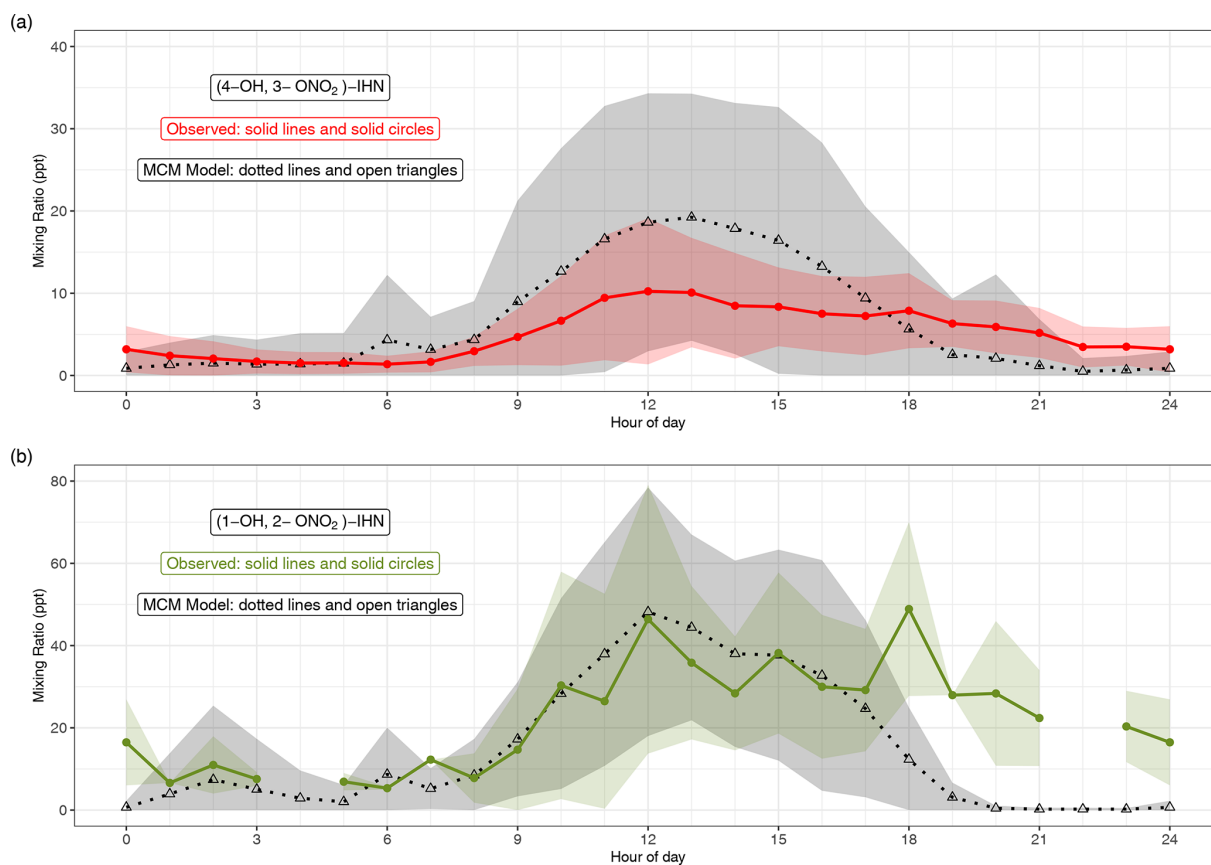 (a)
40
30
20
10
0
Mixing Ratio (ppt)
(4−OH, 3− ONO₂ )−IHN
Observed: solid lines and solid circles
MCM Model: dotted lines and open triangles
0 3 6 9 12 15 18 21 24
Hour of day
(b)
80
60
40
20
0
Mixing Ratio (ppt)
(1−OH, 2− ONO₂ )−IHN
Observed: solid lines and solid circles
MCM Model: dotted lines and open triangles
0 3 6 9 12 15 18 21 24
Hour of day